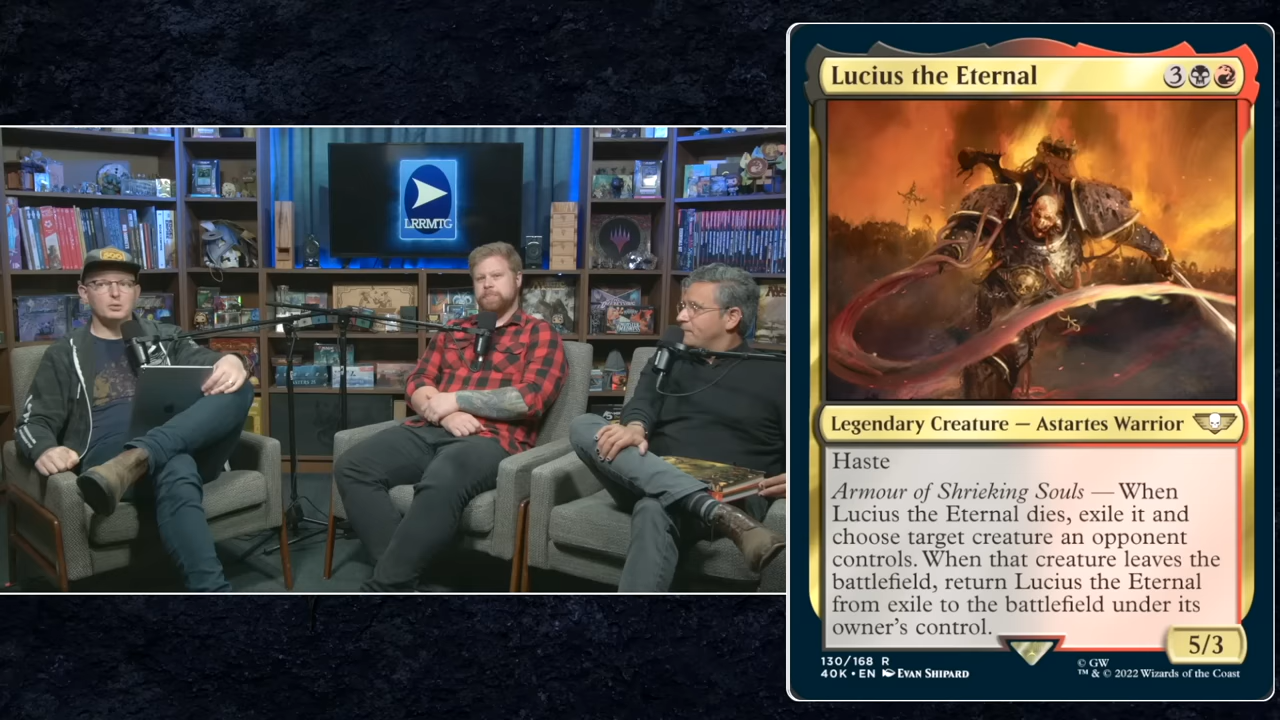 LRRMTG
Lucius the Eternal
3
Legendary Creature — Astartes Warrior
Haste
Armour of Shrieking Souls — When
Lucius the Eternal dies, exile it and
choose target creature an opponent
controls. When that creature leaves the
battlefield, return Lucius the Eternal
from exile to the battlefield under its
owner's control.
5/3
130/168 R
40K • EN Evan Shipard
© GW
™ & © 2022 Wizards of the Coast